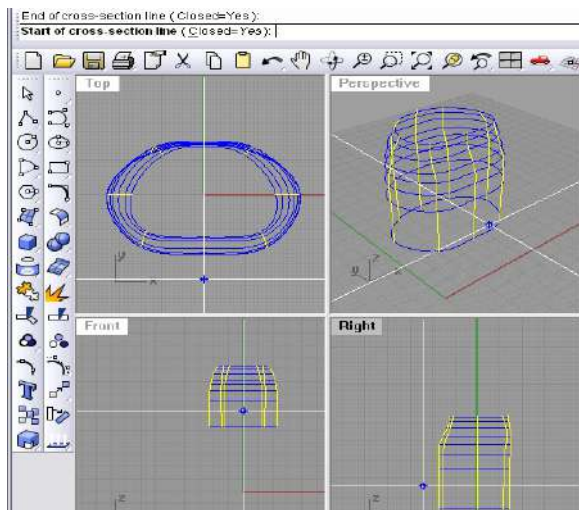 End of cross-section line ( Closed=Yes):
Start of cross-section line ( Closed=Yes):
Top
Perspective
y
x
y
z
x
Front
Right
T
z
z